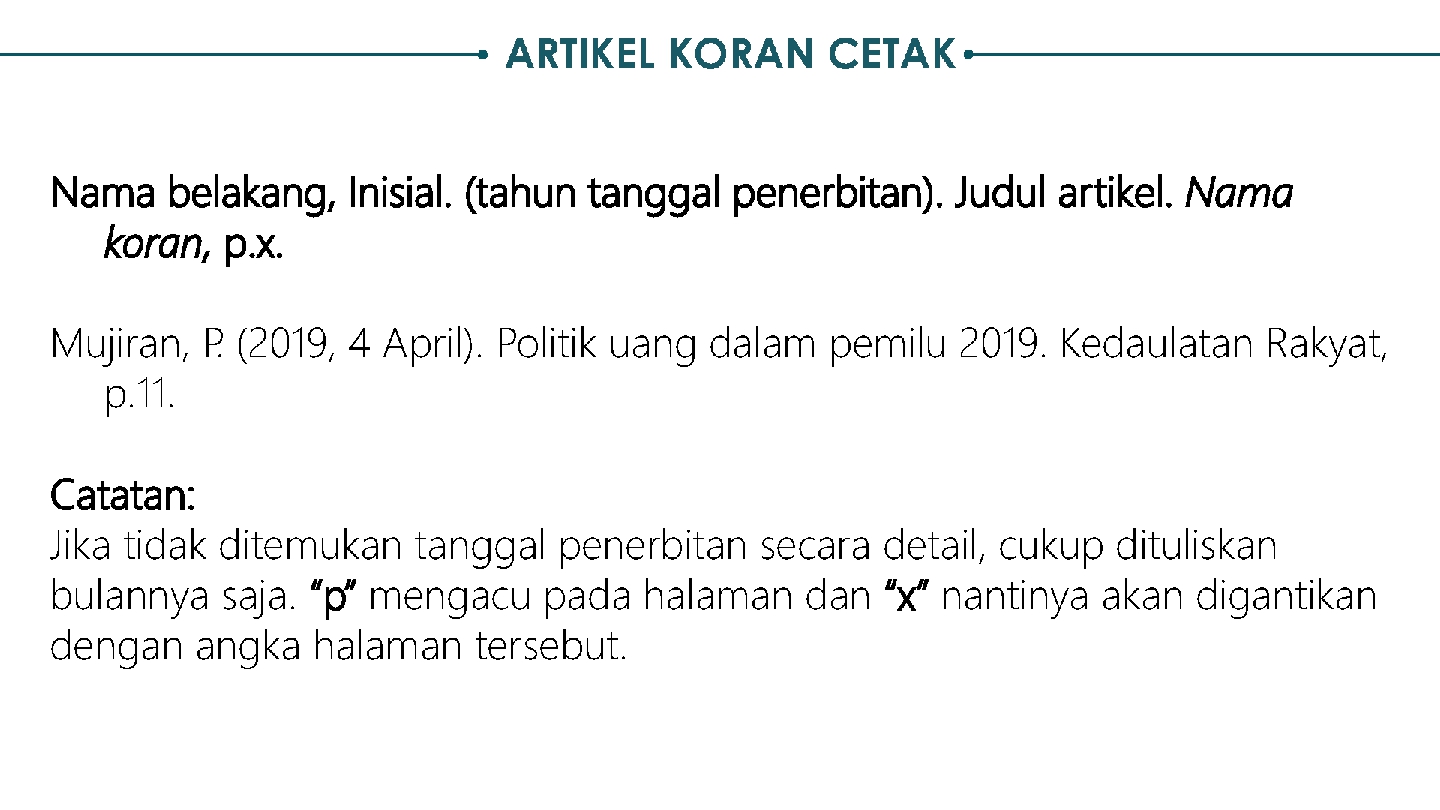 ARTIKEL KORAN CETAK
Nama belakang, Inisial. (tahun tanggal penerbitan). Judul artikel. Nama
koran, p.x.
Mujiran, P. (2019, 4 April). Politik uang dalam pemilu 2019. Kedaulatan Rakyat,
p.11.
Catatan:
Jika tidak ditemukan tanggal penerbitan secara detail, cukup dituliskan
bulannya saja. “p” mengacu pada halaman dan “x” nantinya akan digantikan
dengan angka halaman tersebut.